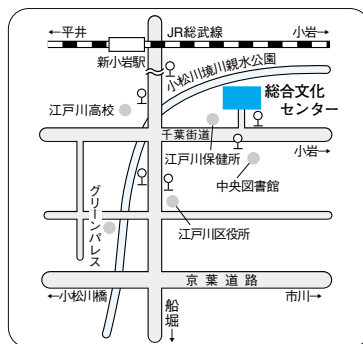 ←平井
JR総武線
小岩→
新小岩駅
小松川境川親水公園
総合文化
センター
江戸川高校
千葉街道
江戸川保健所
小岩→
中央図書館
グリーンパレス
江戸川区役所
京葉道路
←小松川橋
市川→
船堀↓